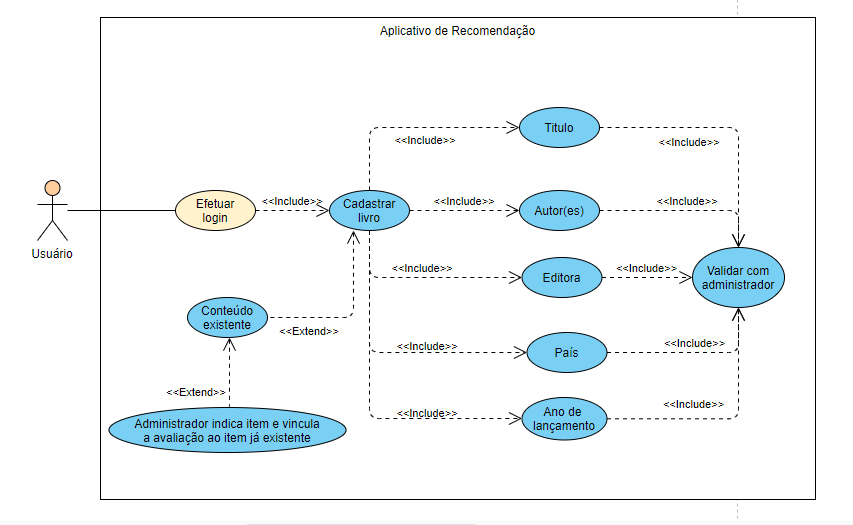 Aplicativo de Recomendação
Titulo
<<Include>>
<<Include>>
Usuário
Efetuar
login
<<Include>>
Cadastrar
livro
<<Include>>
Autor(es)
<<Include>>
<<Include>>
Editora
<<Include>>
Validar com
administrador
Conteúdo
existente
<<Extend>>
<<Include>>
País
<<Include>>
<<Extend>>
<<Include>>
Ano de
lançamento
<<Include>>
Administrador indica item e vincula
a avaliação ao item já existente